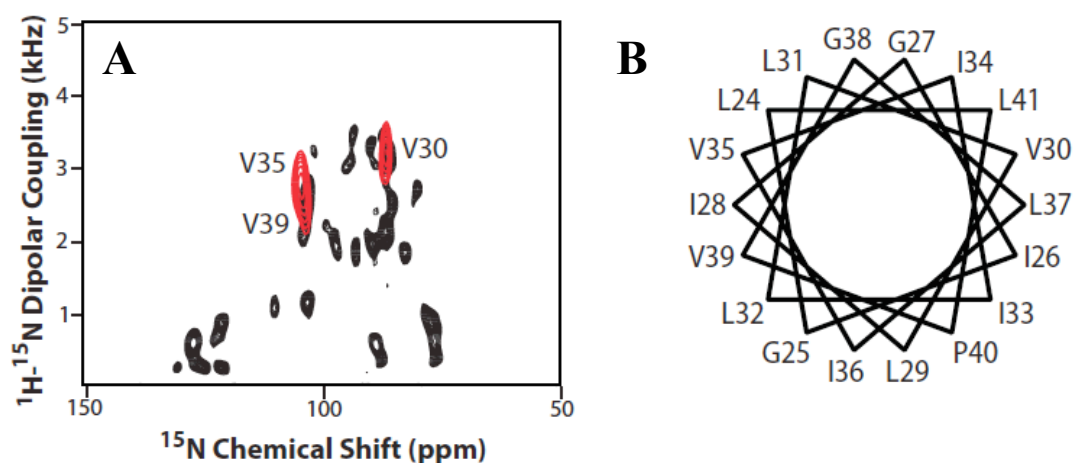 A
B
¹H-¹⁵N Dipolar Coupling (kHz)
5
4
3
2
1
V35
V30
V39
150
100
50
¹⁵N Chemical Shift (ppm)
G38
G27
L31
I34
L24
L41
V35
V30
I28
L37
V39
I26
L32
I33
G25
P40
I36
L29